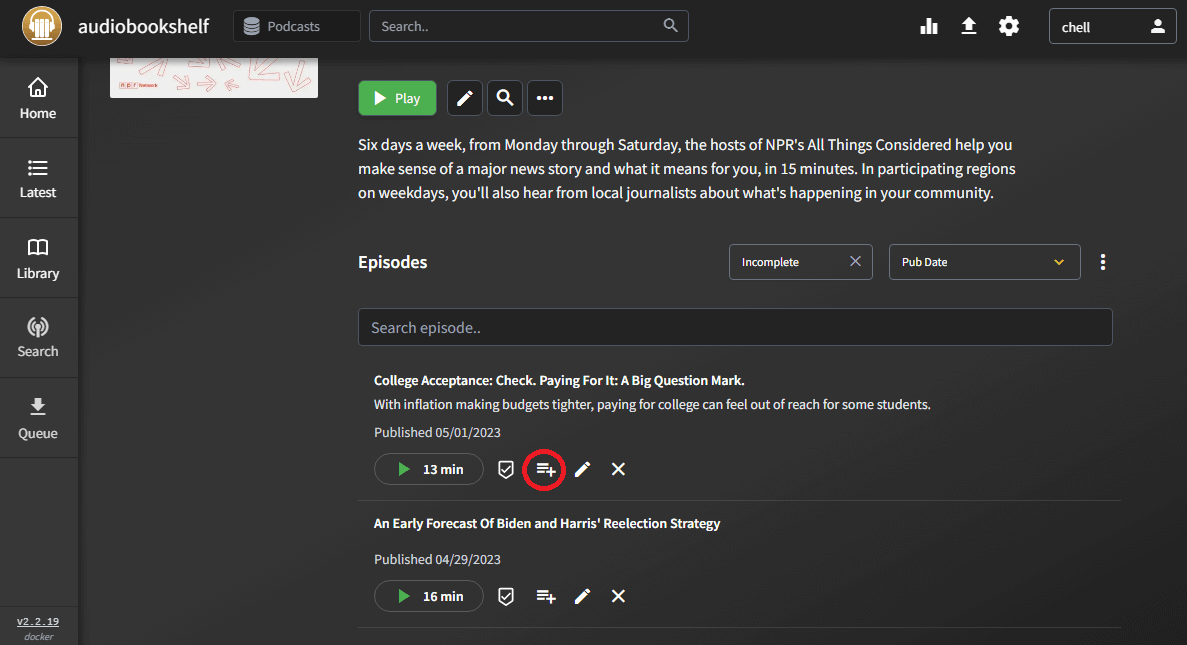 audiobookshelf
Podcasts
Search..
chell
Home
Latest
Library
Search
Queue
v2.2.19
docker
npr Network
Play
Six days a week, from Monday through Saturday, the hosts of NPR's All Things Considered help you
make sense of a major news story and what it means for you, in 15 minutes. In participating regions
on weekdays, you'll also hear from local journalists about what's happening in your community.
Episodes
Incomplete
Pub Date
Search episode..
College Acceptance: Check. Paying For It: A Big Question Mark.
With inflation making budgets tighter, paying for college can feel out of reach for some students.
Published 05/01/2023
13 min
An Early Forecast Of Biden and Harris' Reelection Strategy
Published 04/29/2023
16 min